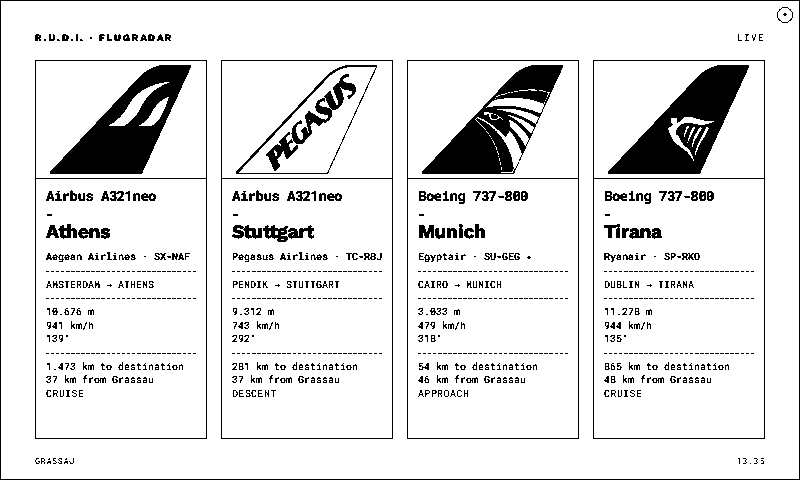 R.U.D.I. · FLUGRADAR
LIVE
PEGASUS
Airbus A321neo
-
Athens
Aegean Airlines · SX-NAF
AMSTERDAM → ATHENS
10.676 m
941 km/h
139°
1.473 km to destination
37 km from Grassau
CRUISE
Airbus A321neo
-
Stuttgart
Pegasus Airlines · TC-RBJ
PENDIK → STUTTGART
9.312 m
743 km/h
292°
281 km to destination
37 km from Grassau
DESCENT
Boeing 737-800
-
Munich
Egyptair · SU-GEG ✦
CAIRO → MUNICH
3.033 m
479 km/h
318°
54 km to destination
46 km from Grassau
APPROACH
Boeing 737-800
-
Tirana
Ryanair · SP-RKO
DUBLIN → TIRANA
11.278 m
944 km/h
135°
865 km to destination
48 km from Grassau
CRUISE
GRASSAU
13.35